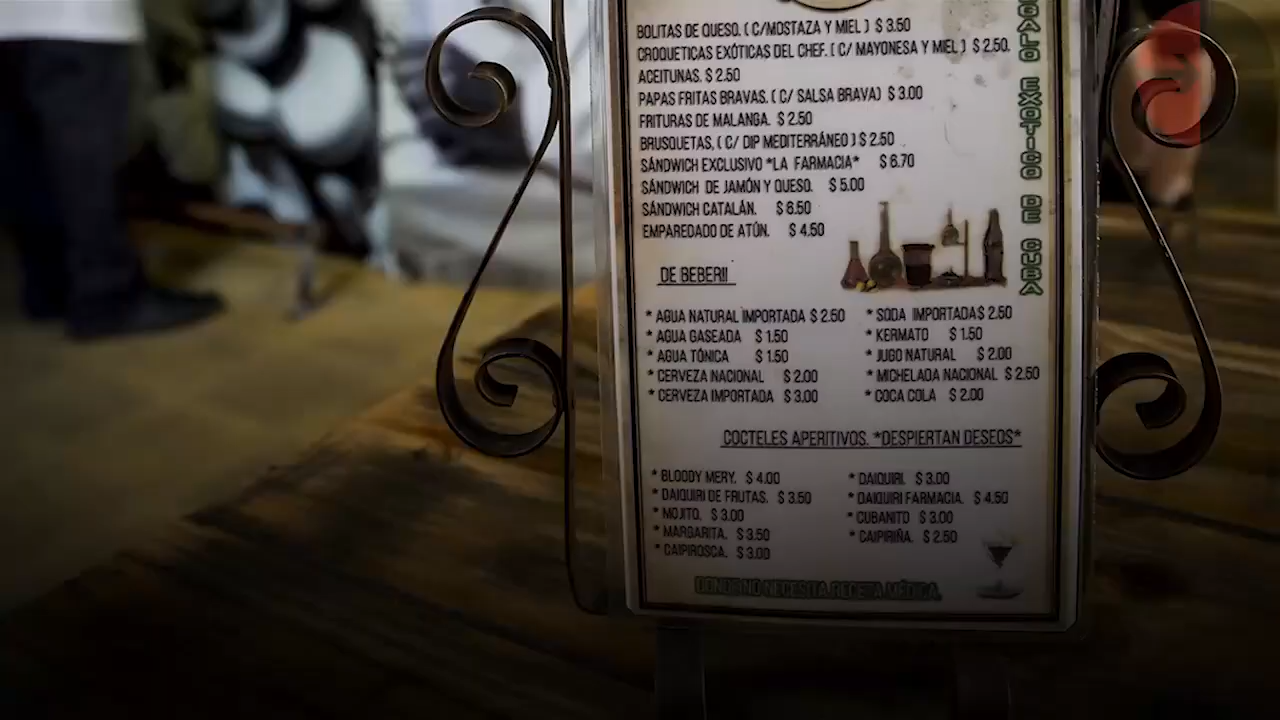 BOLITAS DE QUESO. ( C/MOSTAZA Y MIEL ) $ 3.50
CROQUETICAS EXÓTICAS DEL CHEF. ( C/ MAYONESA Y MIEL ) $ 2.50.
ACEITUNAS. $ 2.50
PAPAS FRITAS BRAVAS. ( C/ SALSA BRAVA) $ 3.00
FRITURAS DE MALANGA. $ 2.50
BRUSQUETAS, ( C/ DIP MEDITERRÁNEO ) $ 2.50
SÁNDWICH EXCLUSIVO *LA FARMACIA* $ 6.70
SÁNDWICH DE JAMÓN Y QUESO. $ 5.00
SÁNDWICH CATALÁN. $ 6.50
EMPAREDADO DE ATÚN. $ 4.50
EXOTICO DE CUBA
DE BEBER!!
* AGUA NATURAL IMPORTADA $ 2.50
* AGUA GASEADA $ 1.50
* AGUA TÓNICA $ 1.50
* CERVEZA NACIONAL $ 2.00
* CERVEZA IMPORTADA $ 3.00
* SODA IMPORTADA $ 2.50
* KERMATO $ 1.50
* JUGO NATURAL $ 2.00
* MICHELADA NACIONAL $ 2.50
* COCA COLA $ 2.00
COCTELES APERITIVOS. *DESPIERTAN DESEOS*
* BLOODY MERY. $ 4.00
* DAIQUIRI DE FRUTAS. $ 3.50
* MOJITO. $ 3.00
* MARGARITA. $ 3.50
* CAIPIROSCA. $ 3.00
* DAIQUIRI. $ 3.00
* DAIQUIRI FARMACIA. $ 4.50
* CUBANITO $ 3.00
* CAIPIRIÑA. $ 2.50
NO NECESITA RECETA MÉDICA.